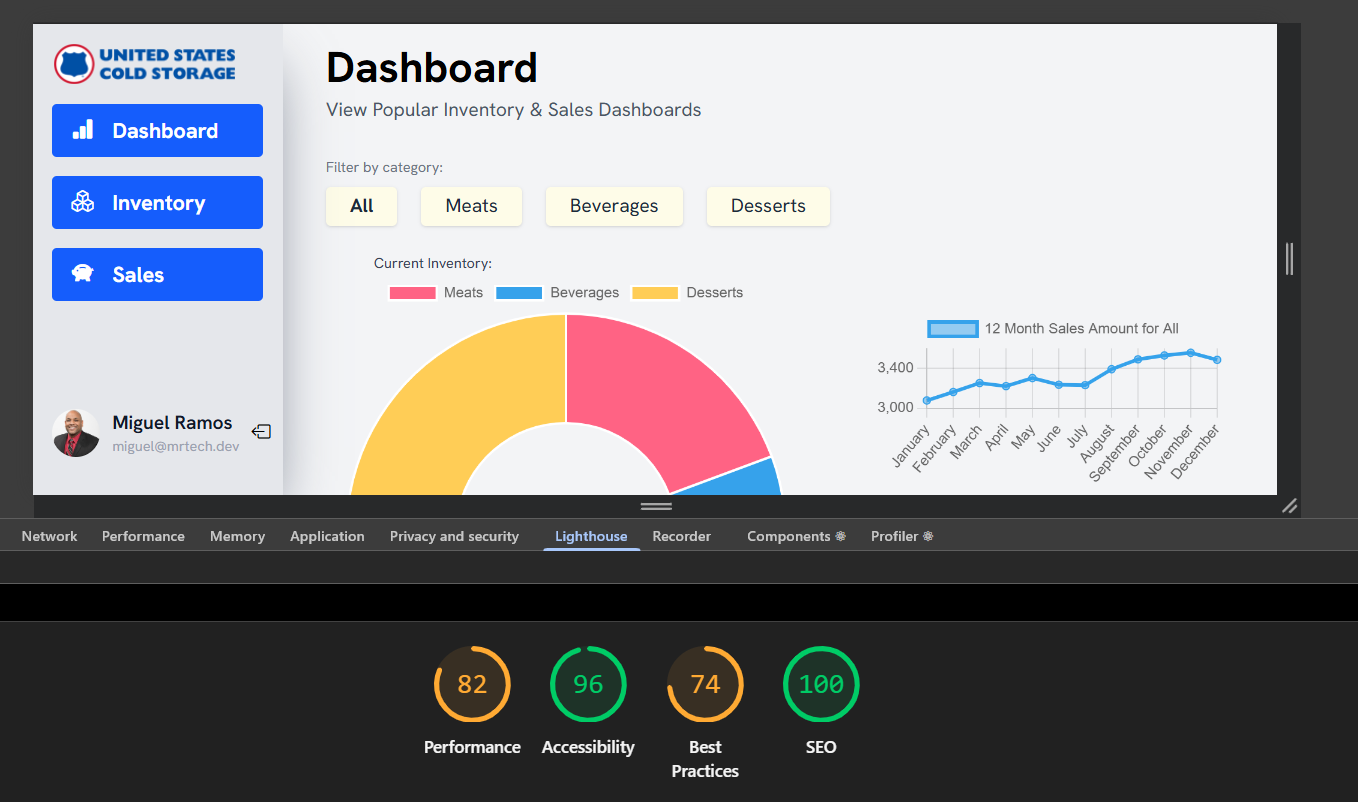 UNITED STATES
COLD STORAGE
Dashboard
Inventory
Sales
Miguel Ramos
miguel@mrtech.dev
Dashboard
View Popular Inventory & Sales Dashboards
Filter by category:
All Meats Beverages Desserts
Current Inventory:
Meats Beverages Desserts
12 Month Sales Amount for All
3,400
3,000
January February March April May June July August September October November December
Network Performance Memory Application Privacy and security Lighthouse Recorder Components Profiler
82 96 74 100
Performance Accessibility Best Practices SEO